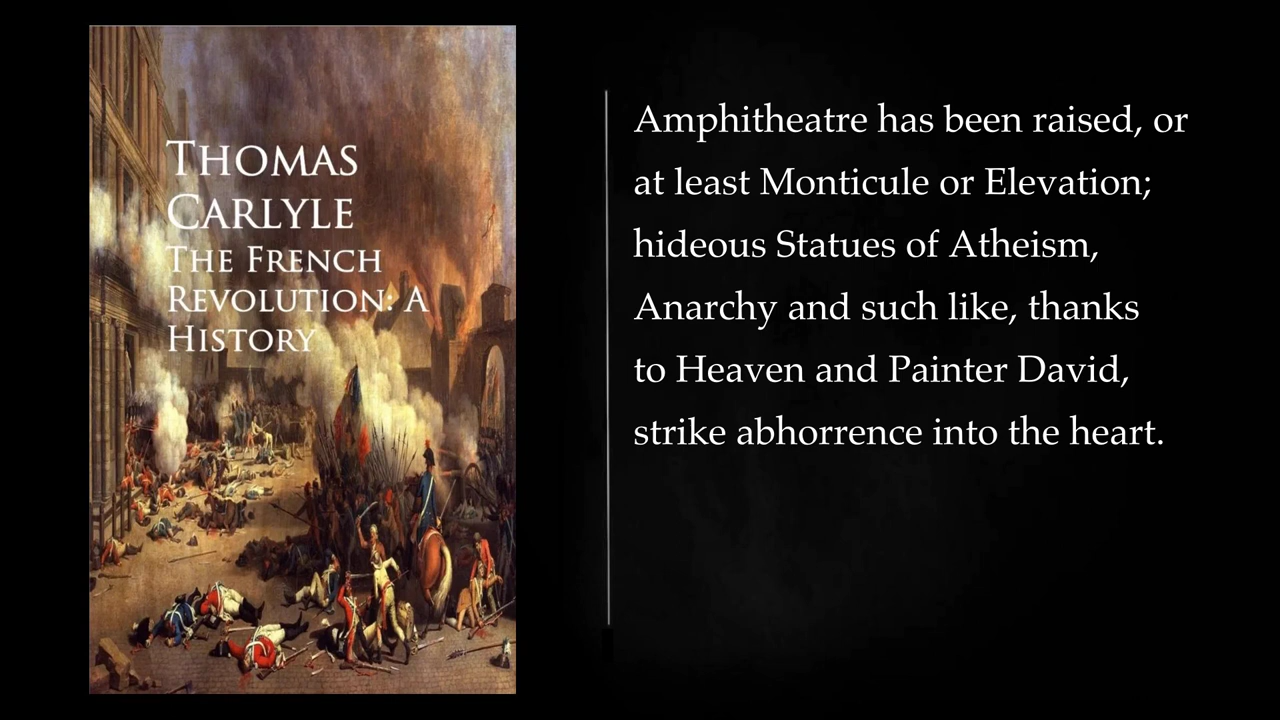 THOMAS
CARLYLE
THE FRENCH
REVOLUTION: A
HISTORY
Amphitheatre has been raised, or
at least Monticule or Elevation;
hideous Statues of Atheism,
Anarchy and such like, thanks
to Heaven and Painter David,
strike abhorrence into the heart.